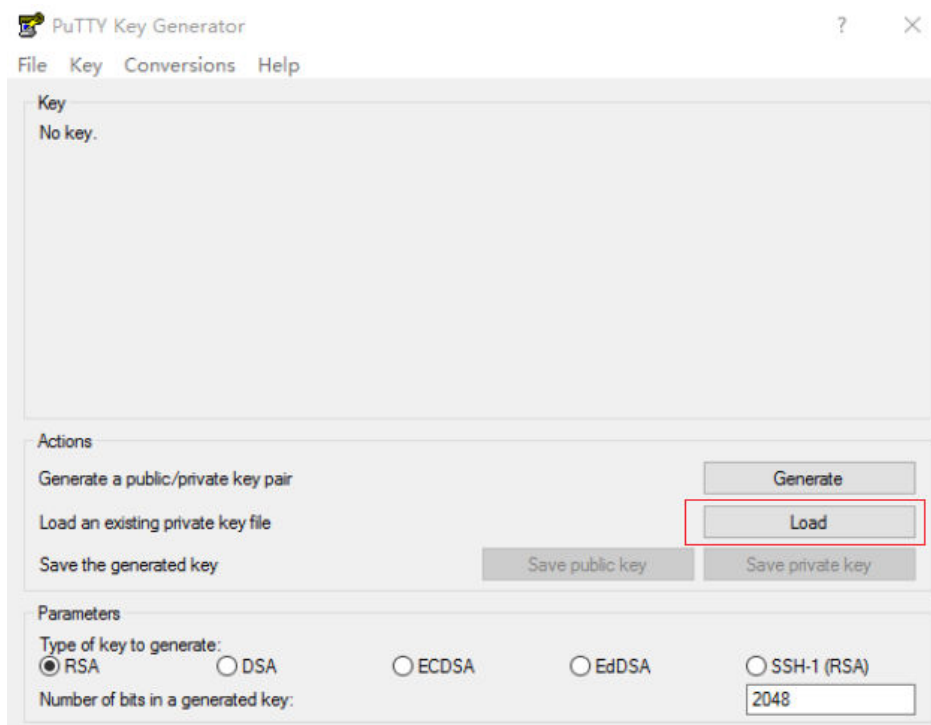 PuTTY Key Generator ? ×
File Key Conversions Help
Key
No key.
Actions
Generate a public/private key pair Generate
Load an existing private key file Load
Save the generated key Save public key Save private key
Parameters
Type of key to generate:
RSA DSA ECDSA EdDSA SSH-1 (RSA)
Number of bits in a generated key: 2048